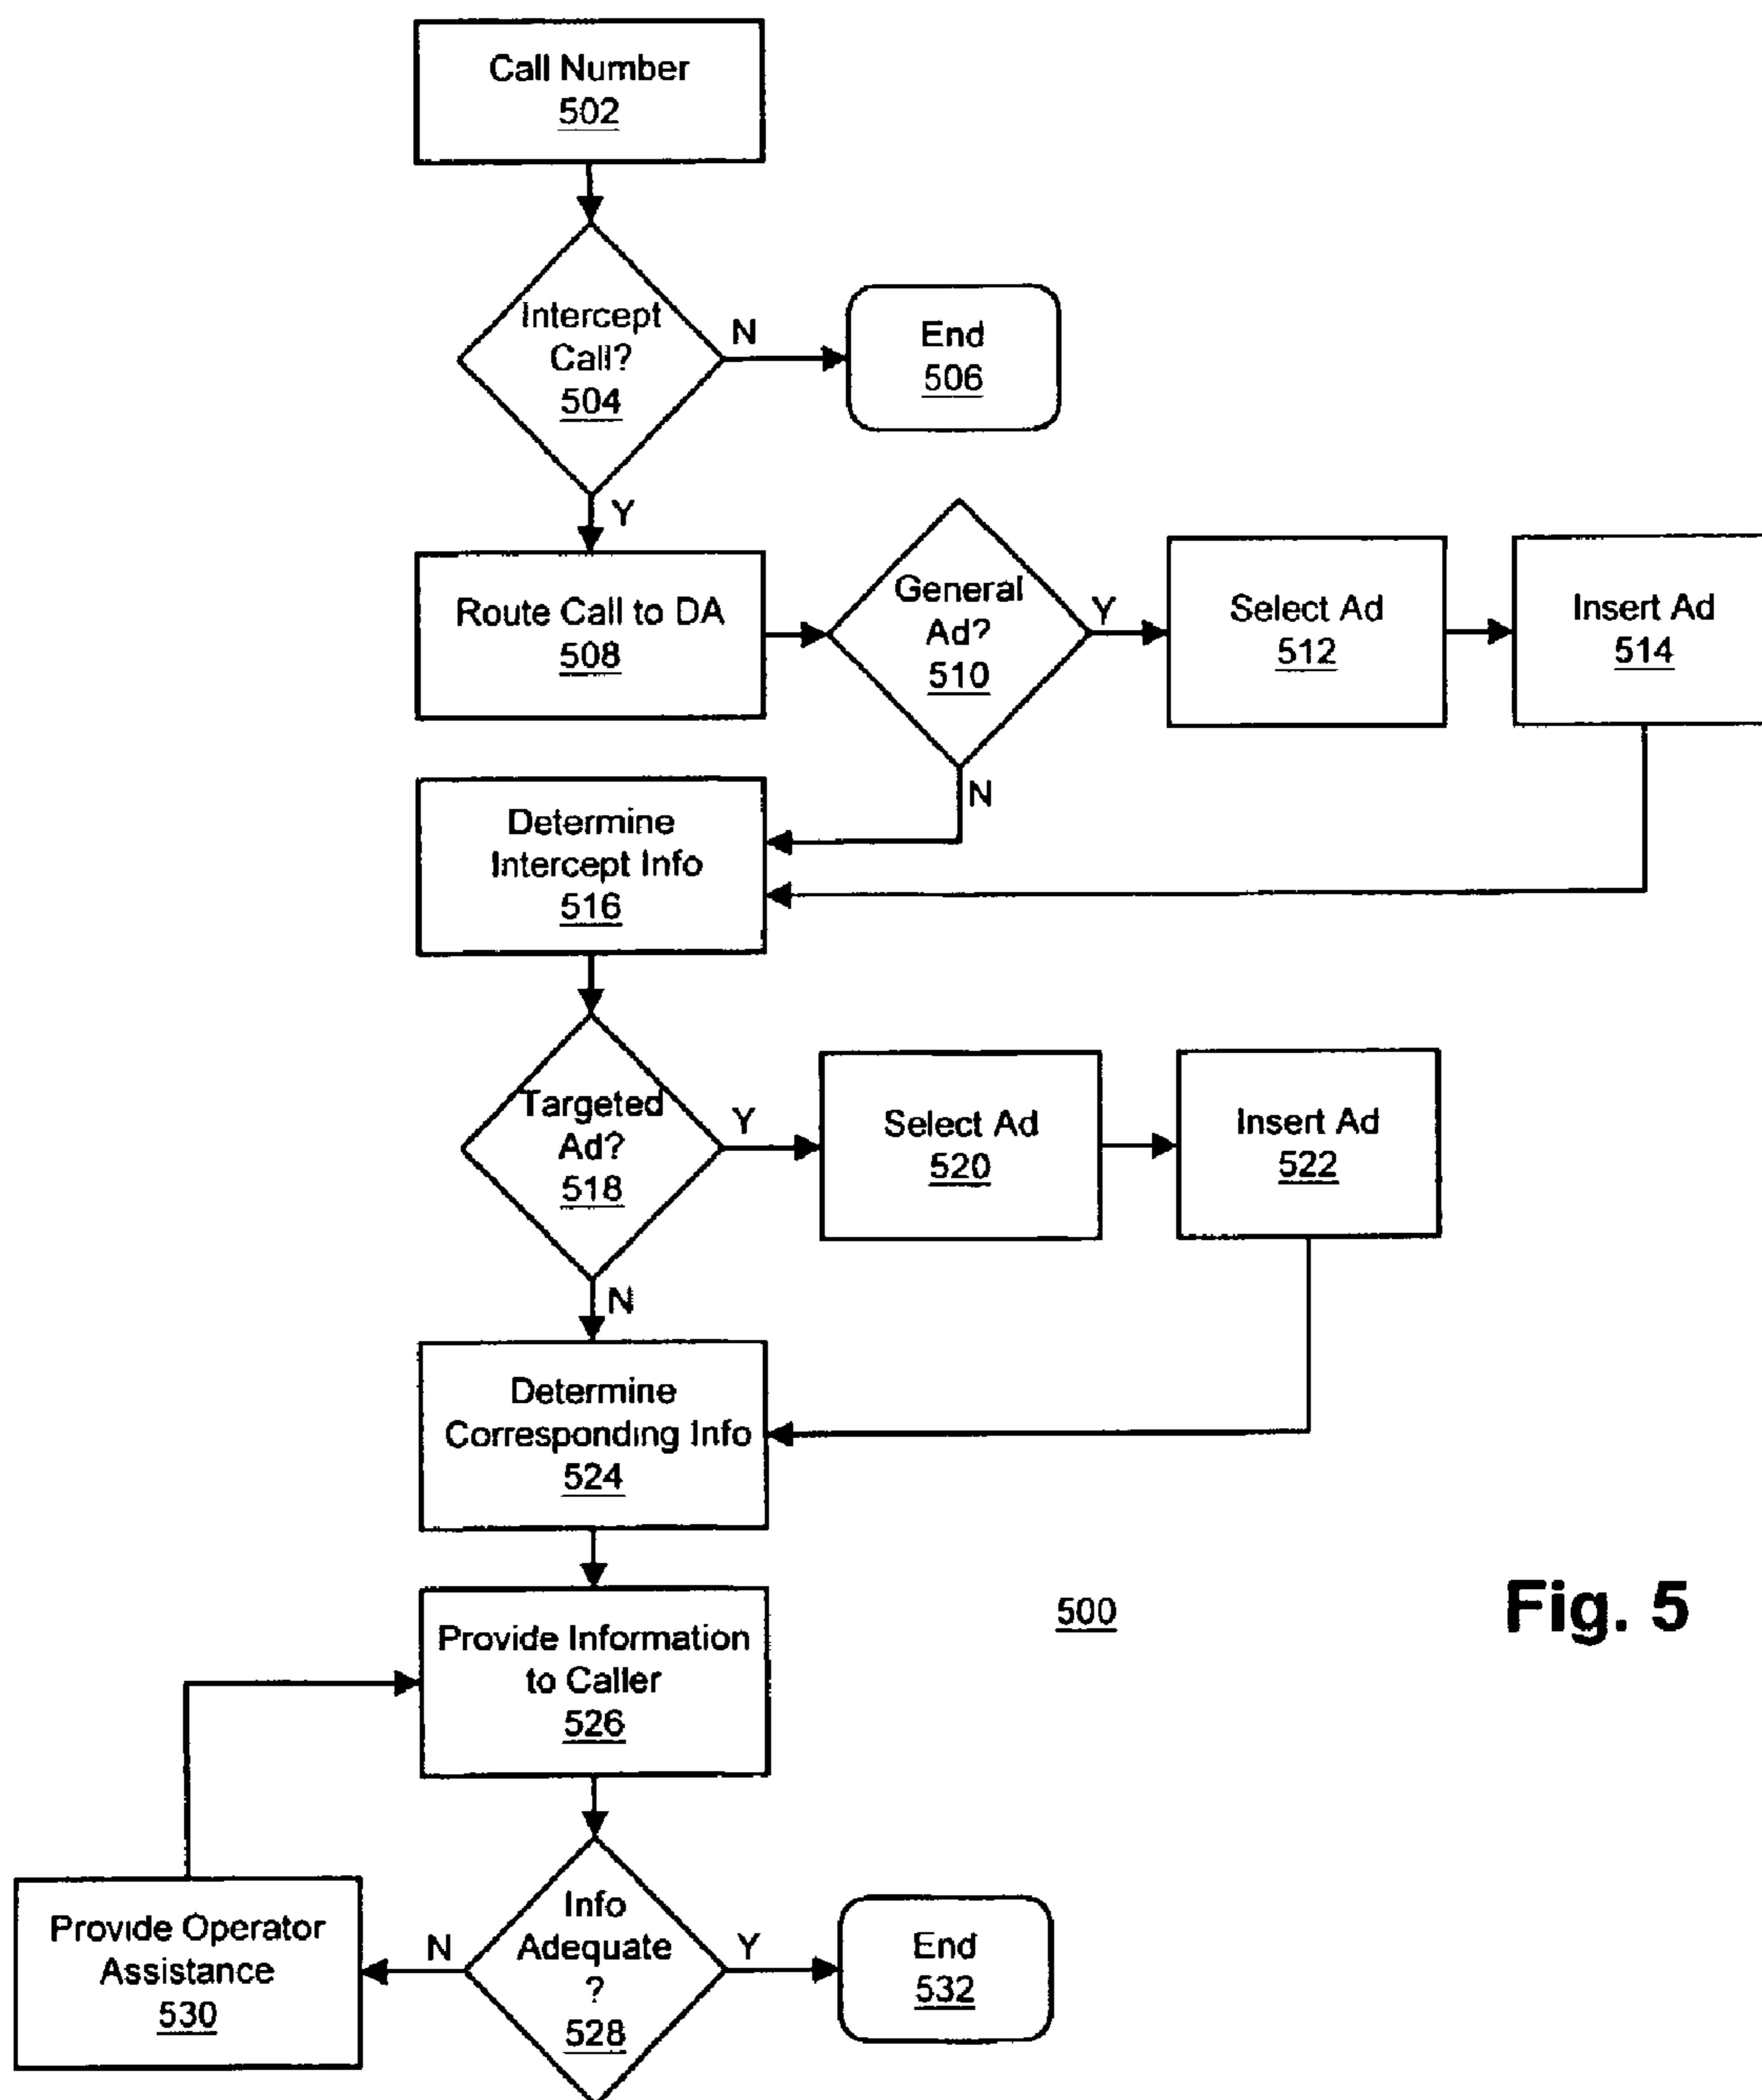 Call Number
502
Intercept
Call?
504
N
End
506
Y
Route Call to DA
508
General
Ad?
510
Y
Select Ad
512
Insert Ad
514
N
Determine
Intercept Info
516
Targeted
Ad?
518
Y
Select Ad
520
Insert Ad
522
N
Determine
Corresponding Info
524
Provide Information
to Caller
526
500
Fig. 5
Provide Operator
Assistance
530
N
Info
Adequate
?
528
Y
End
532